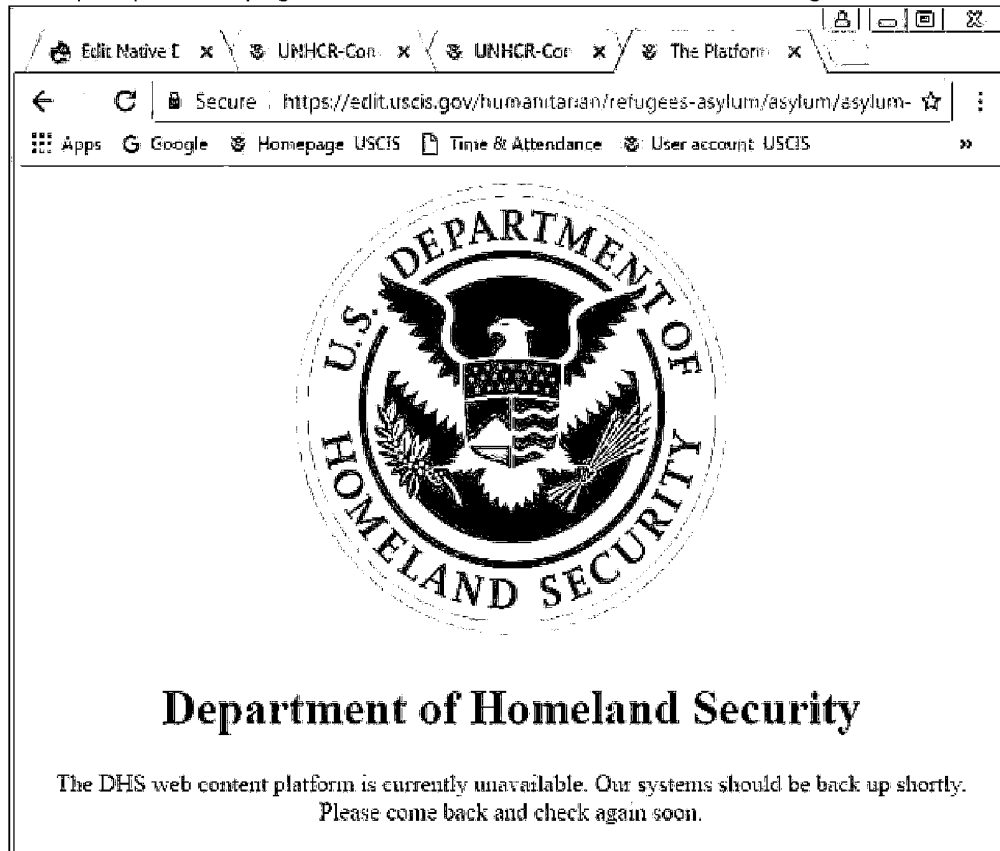 Edit Native D
UNHCR-Con
UNHCR-Cor
The Platform
Secure https://edit.uscis.gov/humanitarian/refugees-asylum/asylum/asylum-
Apps Google Homepage USCIS Time & Attendance User account USCIS »
U.S. DEPARTMENT OF
HOMELAND SECURITY
Department of Homeland Security
The DHS web content platform is currently unavailable. Our systems should be back up shortly.
Please come back and check again soon.